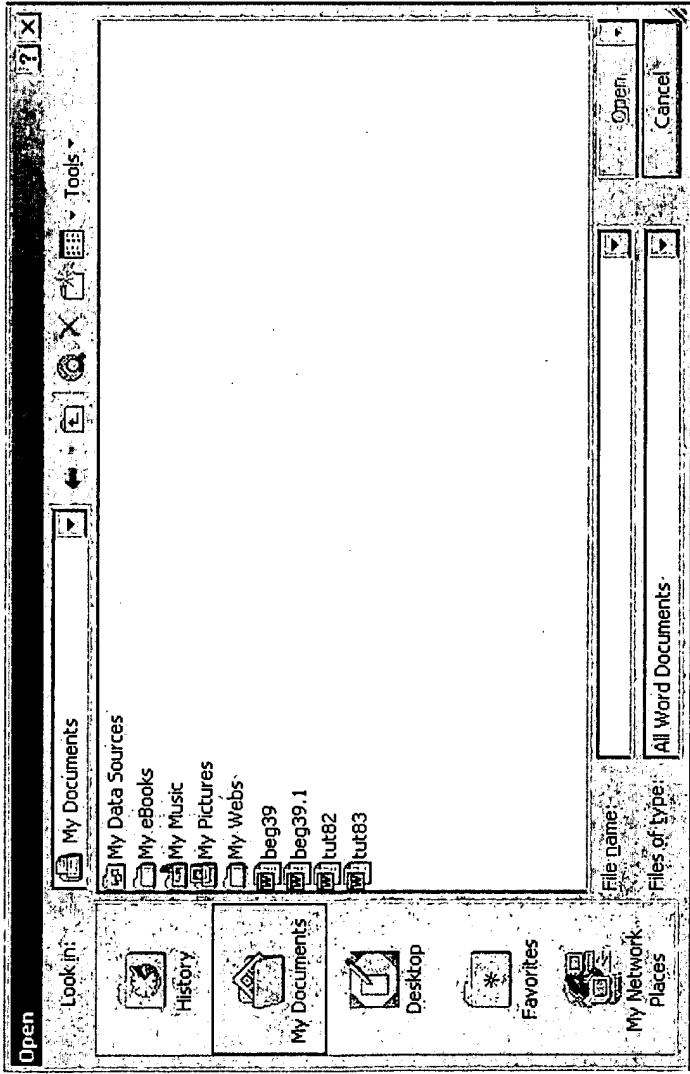 Open
Look in:
My Documents
Tools
History
My Documents
Desktop
Favorites
My Network
Places
My Data Sources
My eBooks
My Music
My Pictures
My Webs
beg39
beg39.1
tut82
tut83
File name:
Open
Files of type:
All Word Documents
Cancel